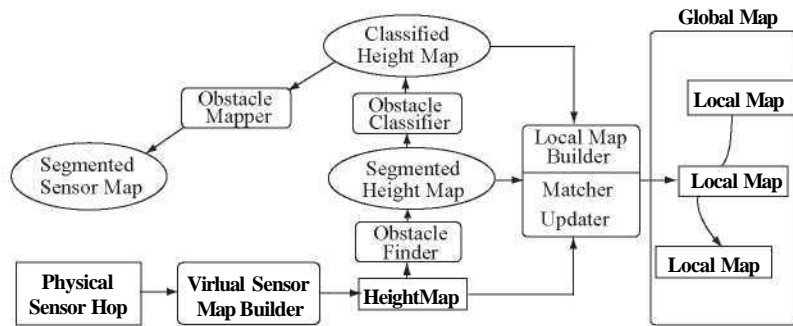 Global Map
Classified
Height Map
Obstacle
Mapper
Obstacle
Classifier
Local Map
Local Map
Builder
Segmented
Sensor Map
Segmented
Height Map
Matcher
Updater
Local Map
Obstacle
Finder
Local Map
Physical
Sensor Hop
Virlual Sensor
Map Builder
HeightMap